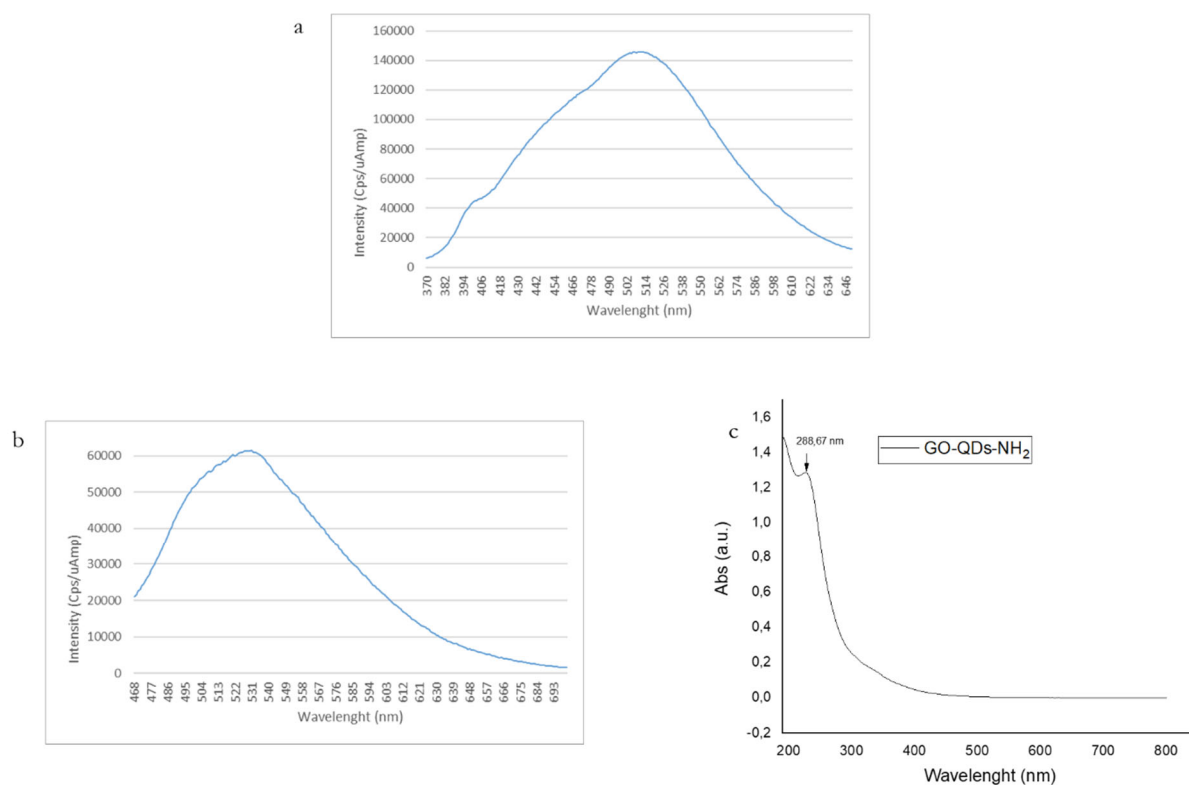 a
160000
140000
120000
100000
80000
60000
40000
20000
0
Intensity (Cps/uAmp)
370 382 394 406 418 430 442 454 466 478 490 502 514 526 538 550 562 574 586 598 610 622 634 646
Wavelenght (nm)
b
60000
50000
40000
30000
20000
10000
0
Intensity (Cps/uAmp)
468 477 486 495 504 513 522 531 540 549 558 567 576 585 594 603 612 621 630 639 648 657 666 675 684 693
Wavelenght (nm)
c
288,67 nm
GO-QDs-NH₂
1,6
1,4
1,2
1,0
0,8
0,6
0,4
0,2
0,0
-0,2
Abs (a.u.)
200 300 400 500 600 700 800
Wavelenght (nm)